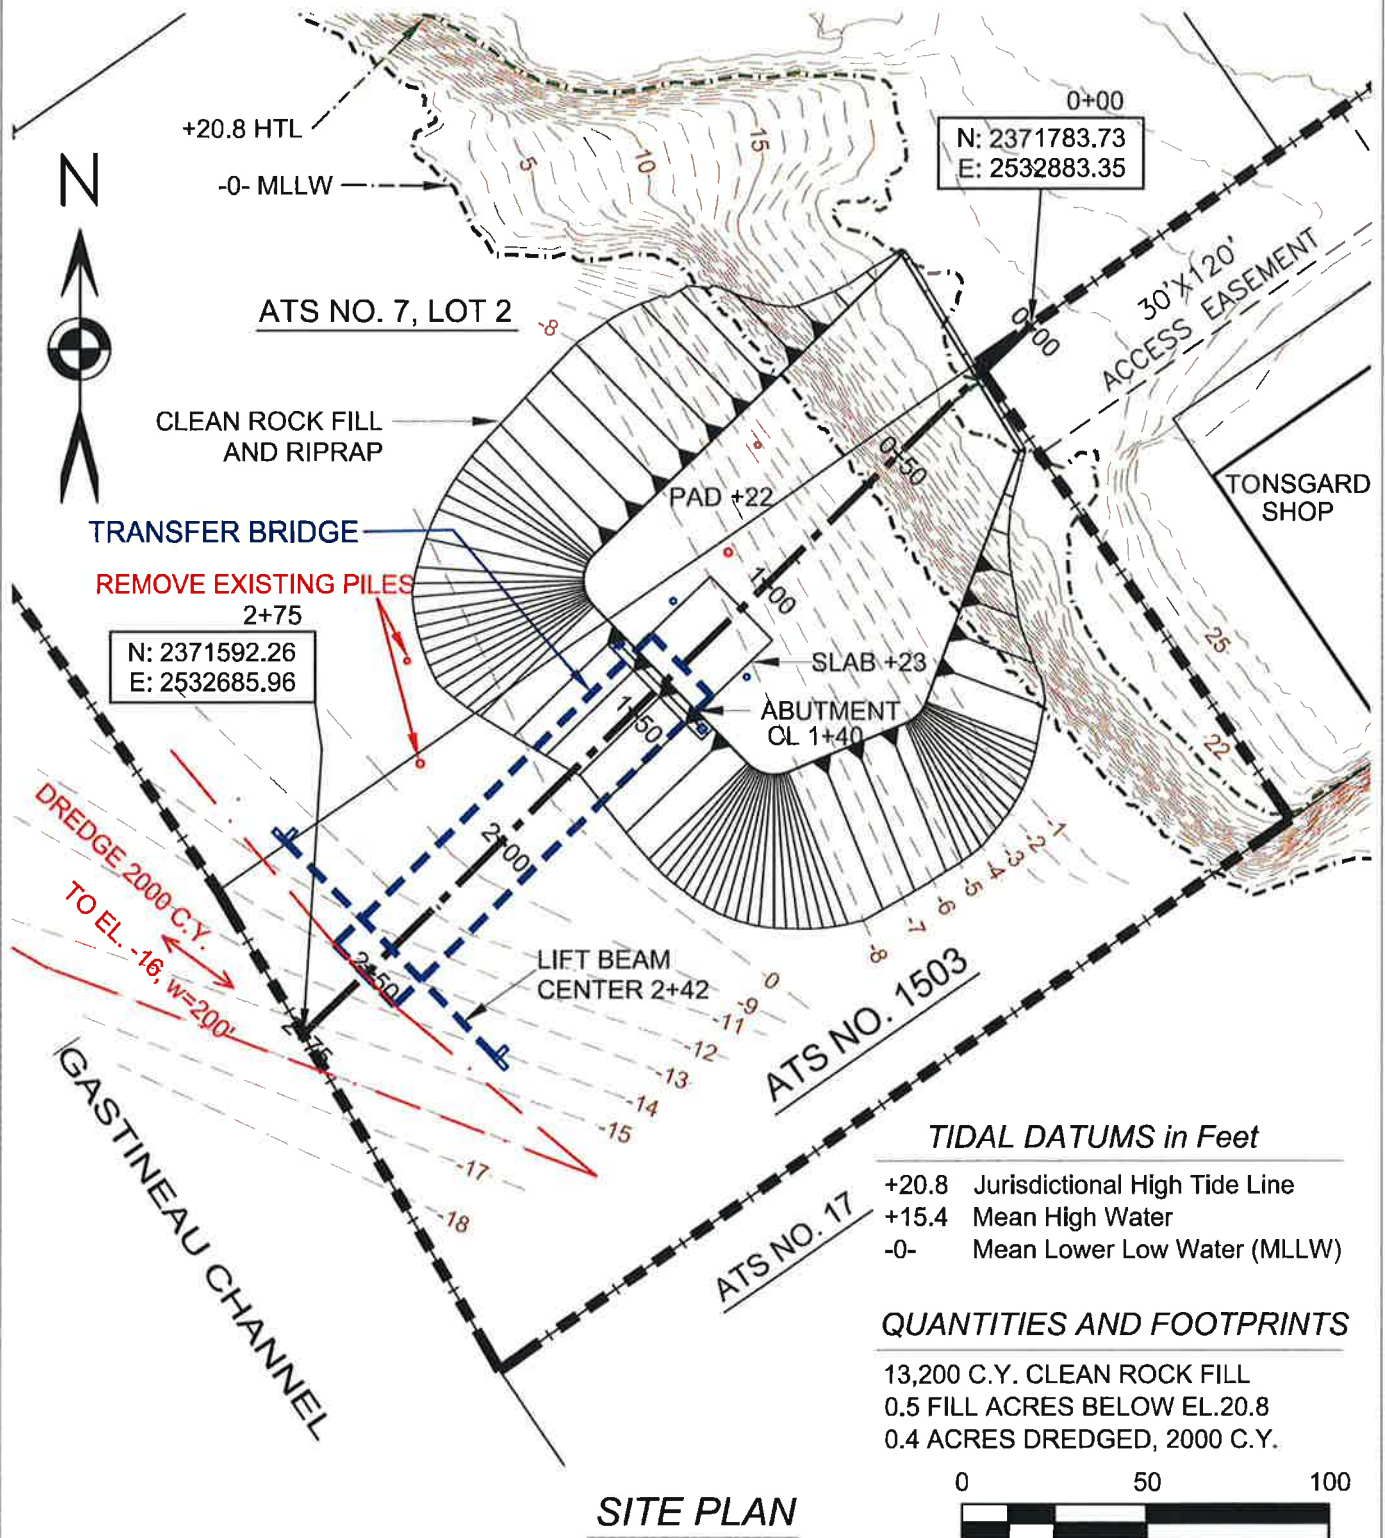 +20.8 HTL
-0- MLLW
N
0+00
N: 2371783.73
E: 2532883.35
5
10
15
ATS NO. 7, LOT 2
-8
30'X120'
ACCESS EASEMENT
0+00
CLEAN ROCK FILL
AND RIPRAP
0+50
PAD +22
TONSGARD
SHOP
TRANSFER BRIDGE
REMOVE EXISTING PILES
2+75
N: 2371592.26
E: 2532685.96
1+00
SLAB +23
25
22
ABUTMENT
CL 1+40
1+50
2+00
DREDGE 2000 C.Y.
TO EL. -16, w=200'
2+50
2+75
LIFT BEAM
CENTER 2+42
-1
-2
-3
-4
-5
-6
-7
-8
0
-9
-11
-12
-13
-14
-15
-17
-18
ATS NO. 1503
GASTINEAU CHANNEL
ATS NO. 17
TIDAL DATUMS in Feet
+20.8 Jurisdictional High Tide Line
+15.4 Mean High Water
-0- Mean Lower Low Water (MLLW)
QUANTITIES AND FOOTPRINTS
13,200 C.Y. CLEAN ROCK FILL
0.5 FILL ACRES BELOW EL.20.8
0.4 ACRES DREDGED, 2000 C.Y.
0 50 100
SITE PLAN